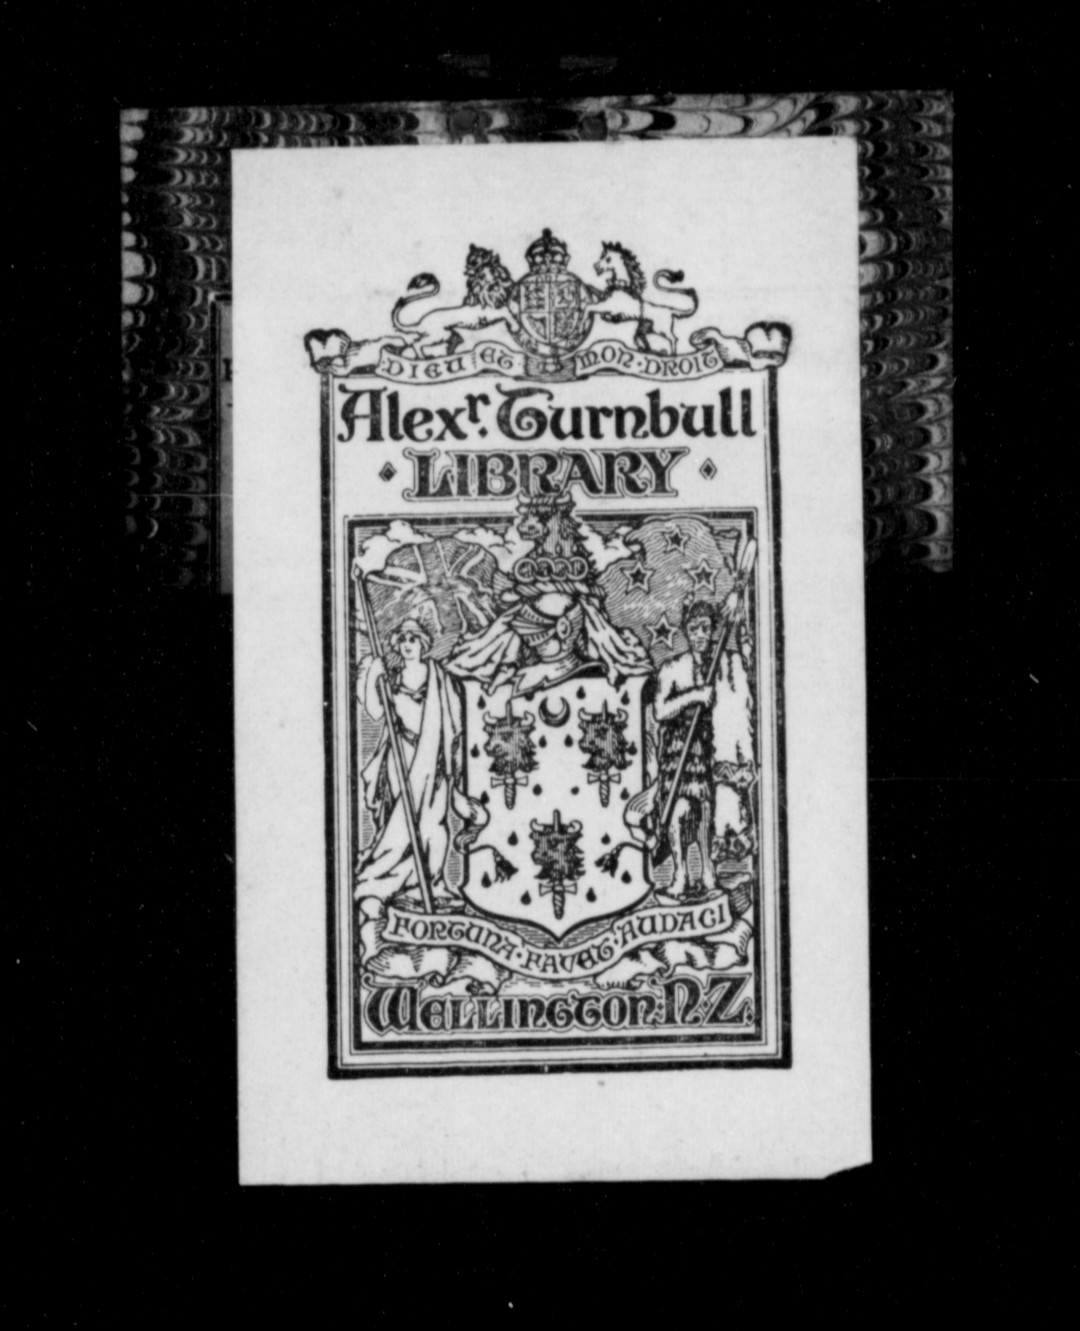 DIEU ET MON·DROIT
Alexr. Turnbull
LIBRARY
FORTUNA·FAVET·AUDACI
WELLINGTON·N·Z.